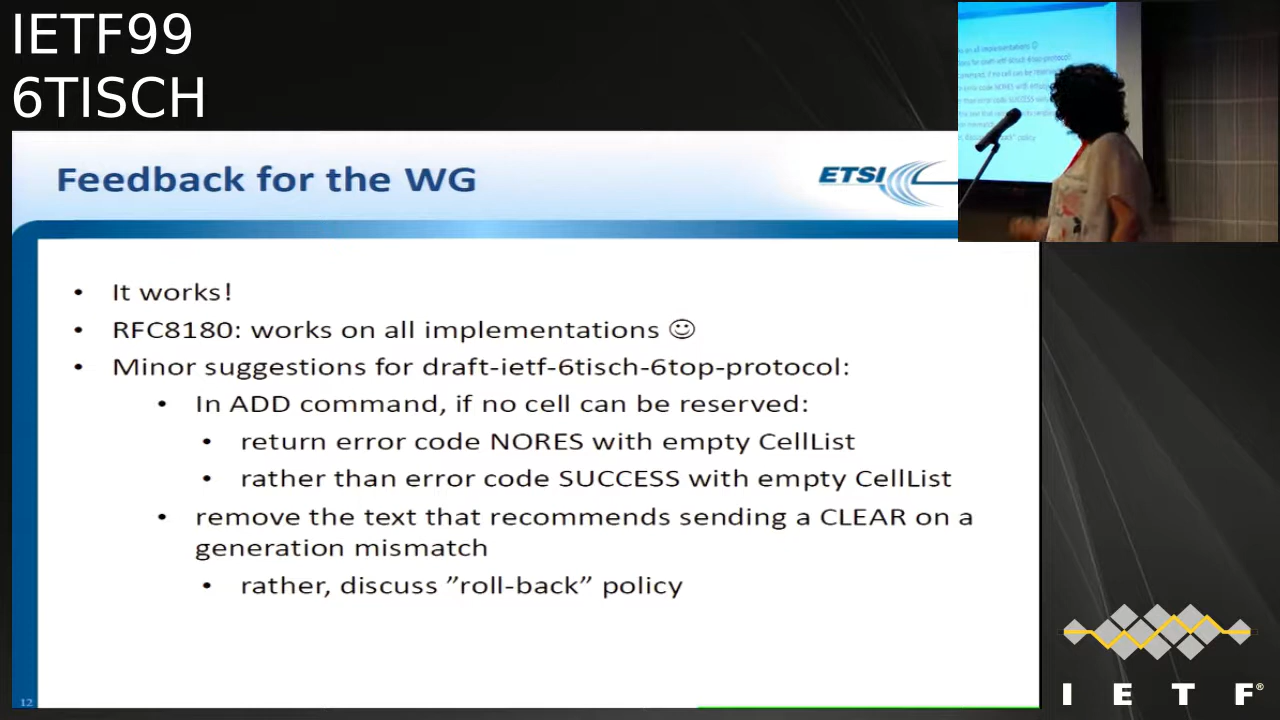 IETF99
6TISCH
Feedback for the WG
ETSI
• It works!
• RFC8180: works on all implementations ☺
• Minor suggestions for draft-ietf-6tisch-6top-protocol:
• In ADD command, if no cell can be reserved:
• return error code NORES with empty CellList
• rather than error code SUCCESS with empty CellList
• remove the text that recommends sending a CLEAR on a
generation mismatch
• rather, discuss ”roll-back” policy
12
I E T F®